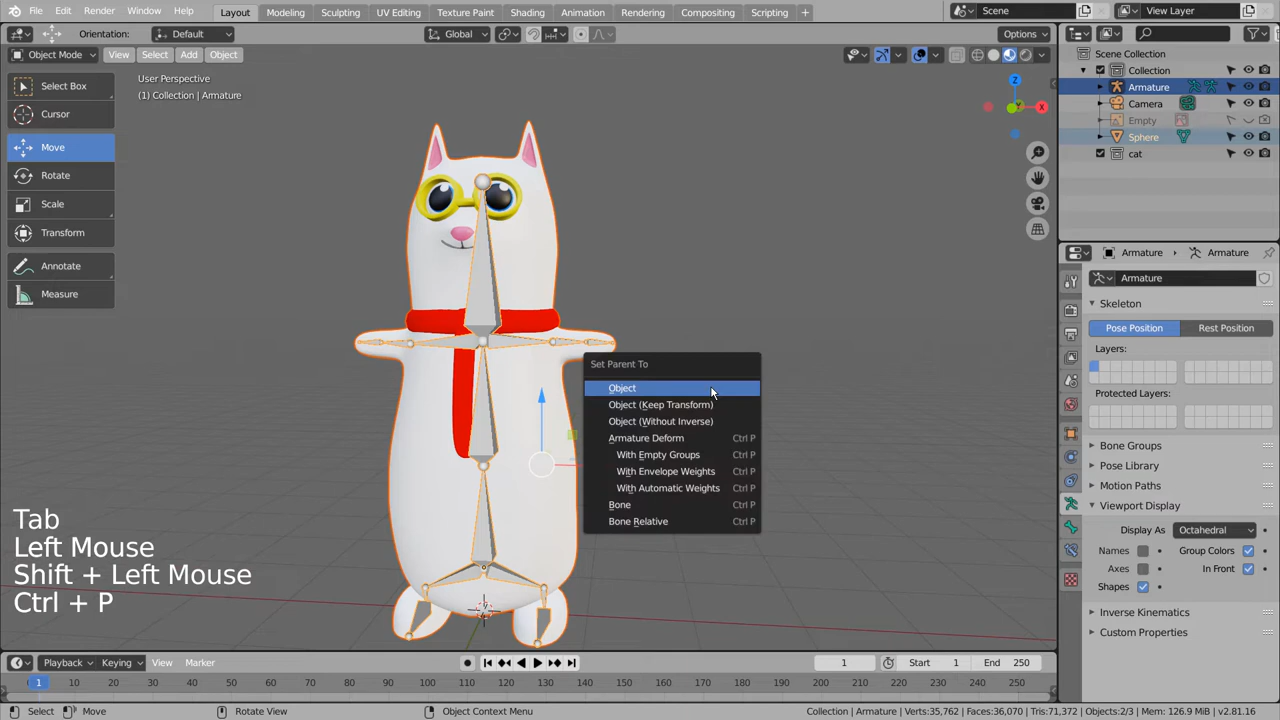 File Edit Render Window Help Layout Modeling Sculpting UV Editing Texture Paint Shading Animation Rendering Compositing Scripting + Scene View Layer
Orientation: Default Global Options
Object Mode View Select Add Object
Scene Collection
Collection
Armature
Camera
Empty
Sphere
cat
Select Box
Cursor
Move
Rotate
Scale
Transform
Annotate
Measure
User Perspective
(1) Collection | Armature
Z
Y
X
Set Parent To
Object
Object (Keep Transform)
Object (Without Inverse)
Armature Deform Ctrl P
With Empty Groups Ctrl P
With Envelope Weights Ctrl P
With Automatic Weights Ctrl P
Bone Ctrl P
Bone Relative Ctrl P
Tab
Left Mouse
Shift + Left Mouse
Ctrl + P
Armature > Armature
Armature
Skeleton
Pose Position Rest Position
Layers:
Protected Layers:
Bone Groups
Pose Library
Motion Paths
Viewport Display
Display As Octahedral
Names Group Colors
Axes In Front
Shapes
Inverse Kinematics
Custom Properties
Playback Keying View Marker 1 Start 1 End 250
1 10 20 30 40 50 60 70 80 90 100 110 120 130 140 150 160 170 180 190 200 210 220 230 240 250
Select Move Rotate View Object Context Menu Collection | Armature | Verts:35,762 | Faces:36,070 | Tris:71,372 | Objects:2/3 | Mem: 126.9 MiB | v2.81.16